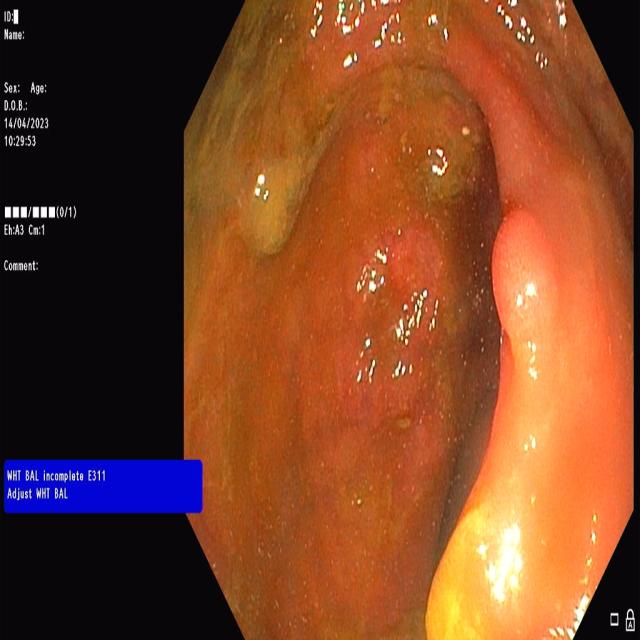 ID:
Name:
Sex: Age:
D.O.B.:
14/04/2023
10:29:53
■■■/■■■(0/1)
Eh:A3 Cm:1
Comment:
WHT BAL incomplete E311
Adjust WHT BAL
A